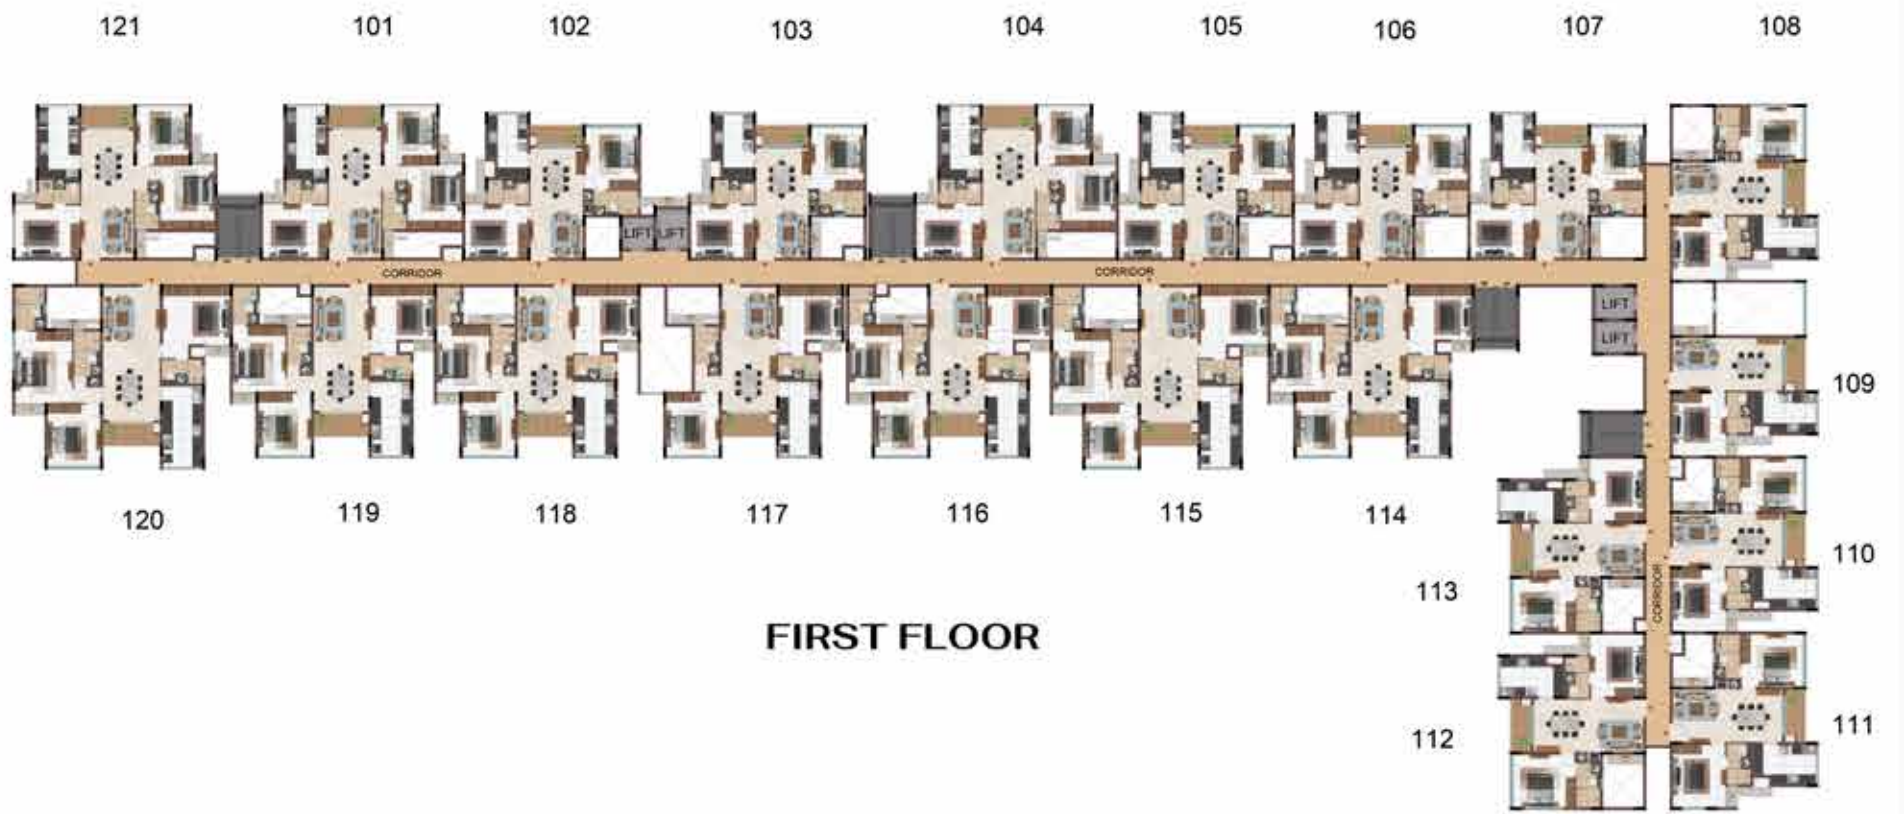 121 101 102 103 104 105 106 107 108
LIFT LIFT
CORRIDOR CORRIDOR
LIFT
LIFT
109
120 119 118 117 116 115 114
110
113
CORRIDOR
FIRST FLOOR
112
111